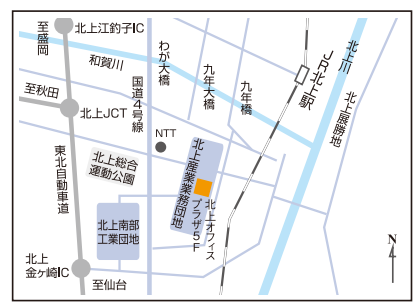 至盛岡
北上江釣子IC
和賀川
至秋田
北上JCT
東北自動車道
国道4号線
わが大橋
九年大橋
九年橋
JR北上駅
北上川
北上展勝地
NTT
北上総合
運動公園
北上産業業務団地
北上オフィス
プラザ5F
北上南部
工業団地
北上
金ヶ崎IC
至仙台
N